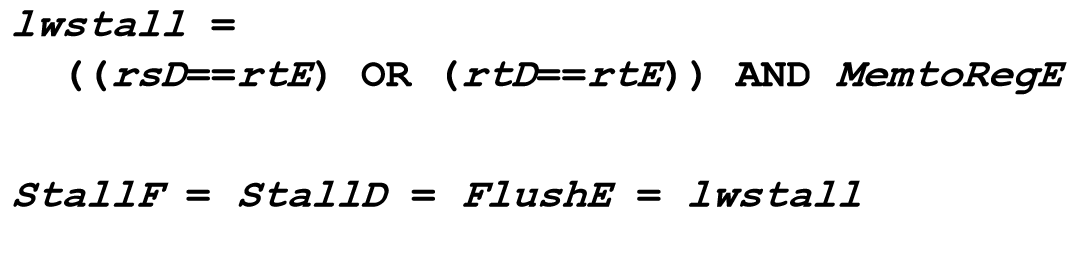 lwstall =
((rsD==rtE) OR (rtD==rtE)) AND MemtoRegE
StallF = StallD = FlushE = lwstall